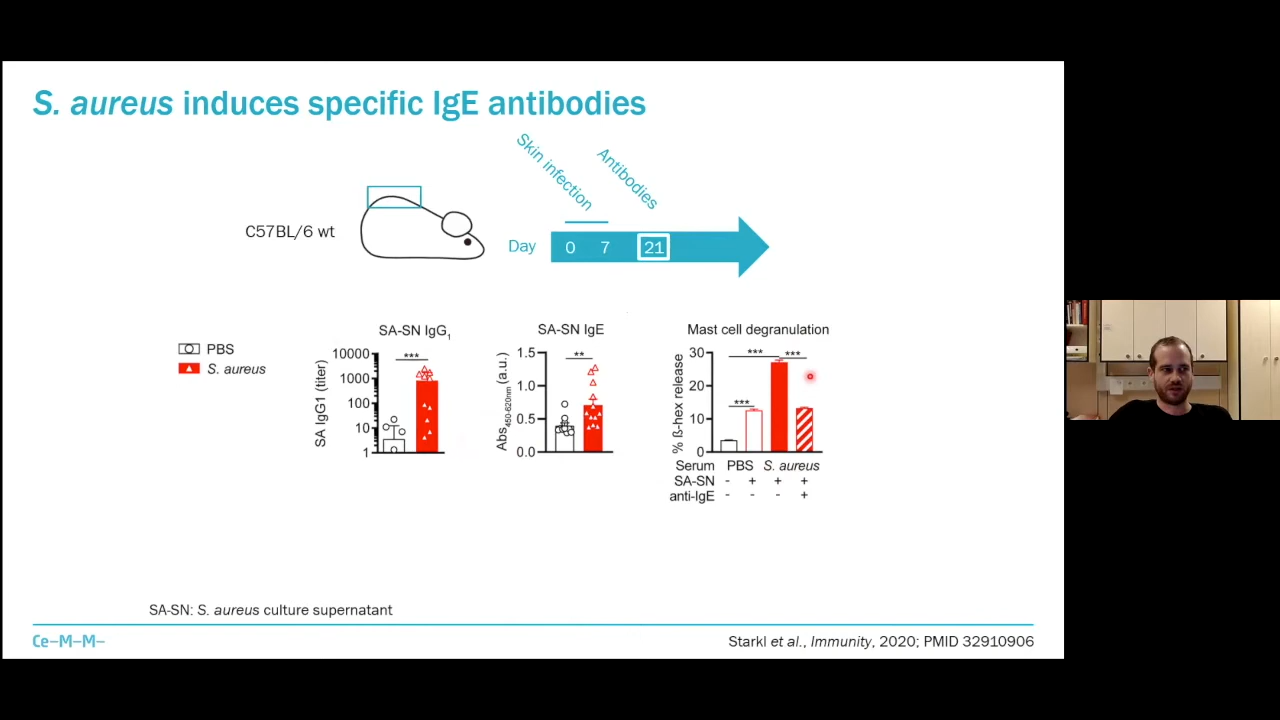 S. aureus induces specific IgE antibodies
Skin infection
Antibodies
C57BL/6 wt
Day 0 7 21
PBS
S. aureus
SA-SN IgG1
SA IgG1 (titer)
10000
1000
100
10
1
***
SA-SN IgE
Abs450-620nm (a.u.)
1.5
1.0
0.5
0.0
**
Mast cell degranulation
% ß-hex release
30
20
10
0
*** ***
***
Serum PBS S. aureus
SA-SN - + + +
anti-IgE - - - +
SA-SN: S. aureus culture supernatant
Ce-M-M-
Starkl et al., Immunity, 2020; PMID 32910906